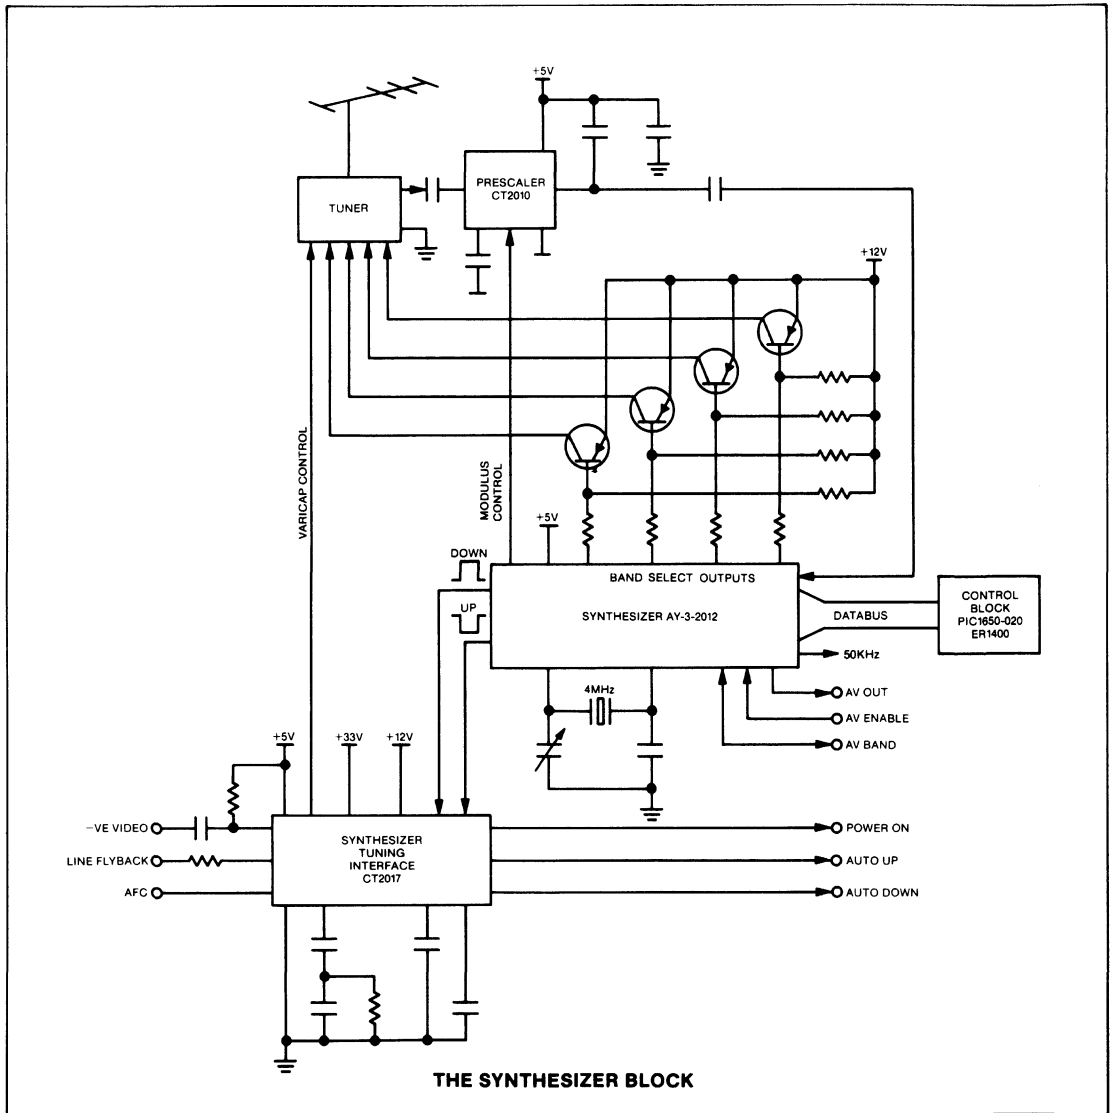 +5V
PRESCALER
CT2010
TUNER
+12V
VARICAP CONTROL
MODULUS
CONTROL
+5V
DOWN
UP
BAND SELECT OUTPUTS
SYNTHESIZER AY-3-2012
DATABUS
CONTROL
BLOCK
PIC1650-020
ER1400
50KHz
4MHz
AV OUT
AV ENABLE
AV BAND
+5V
+33V
+12V
-VE VIDEO
LINE FLYBACK
AFC
SYNTHESIZER
TUNING
INTERFACE
CT2017
POWER ON
AUTO UP
AUTO DOWN
THE SYNTHESIZER BLOCK